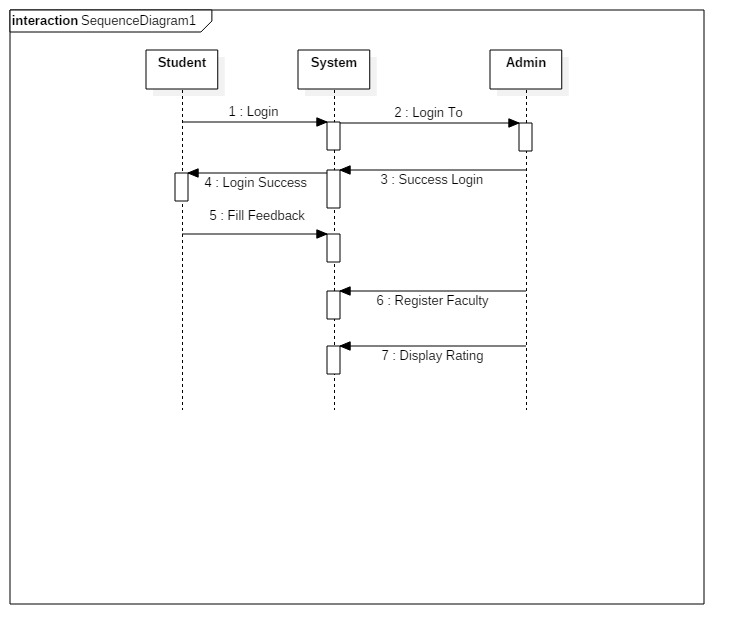 interaction SequenceDiagram1
Student
System
Admin
1 : Login
2 : Login To
3 : Success Login
4 : Login Success
5 : Fill Feedback
6 : Register Faculty
7 : Display Rating